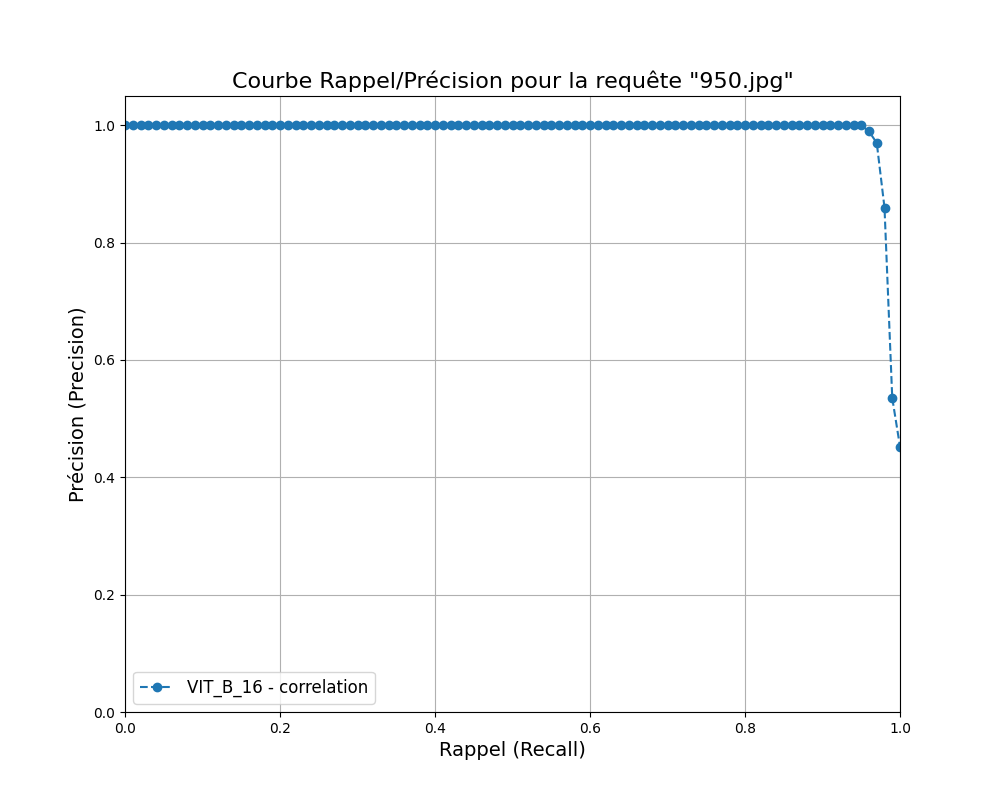 Courbe Rappel/Précision pour la requête "950.jpg"
Précision (Precision)
1.0
0.8
0.6
0.4
0.2
0.0
VIT_B_16 - correlation
0.0 0.2 0.4 0.6 0.8 1.0
Rappel (Recall)